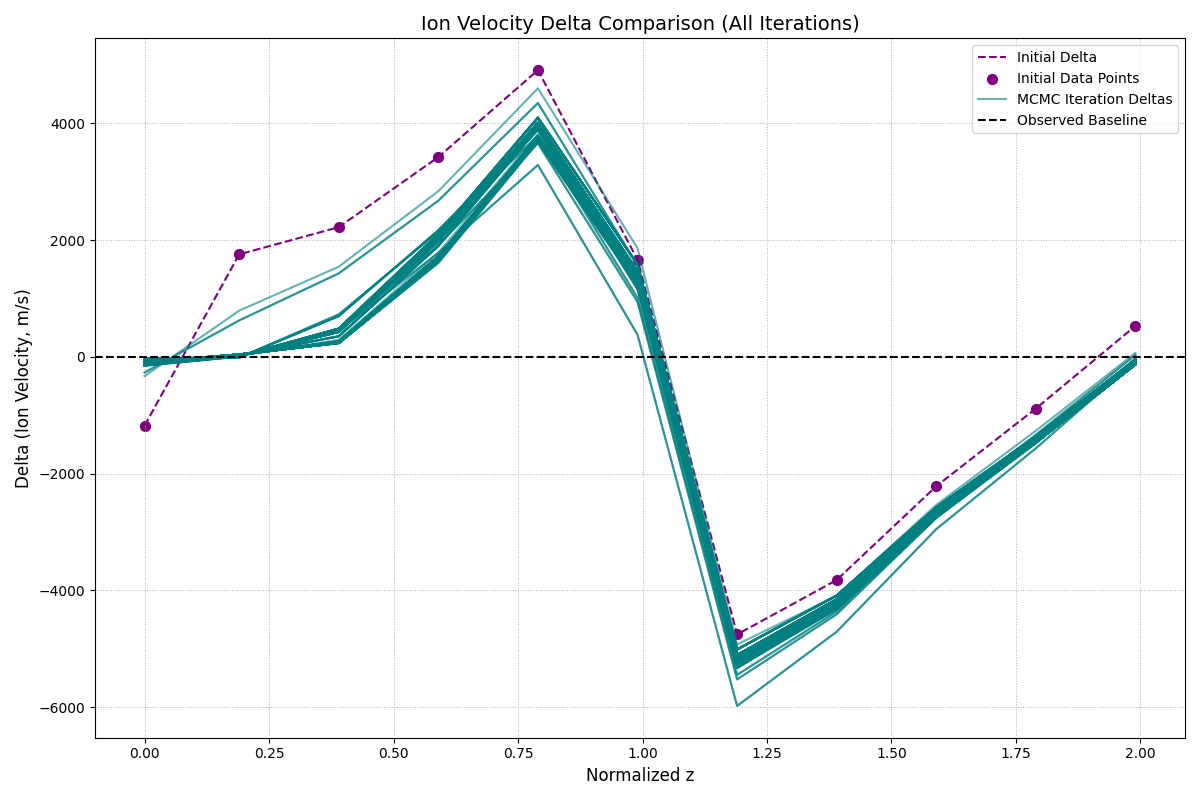 Ion Velocity Delta Comparison (All Iterations)
Initial Delta
Initial Data Points
MCMC Iteration Deltas
Observed Baseline
Delta (Ion Velocity, m/s)
4000
2000
0
−2000
−4000
−6000
0.00
0.25
0.50
0.75
1.00
1.25
1.50
1.75
2.00
Normalized z